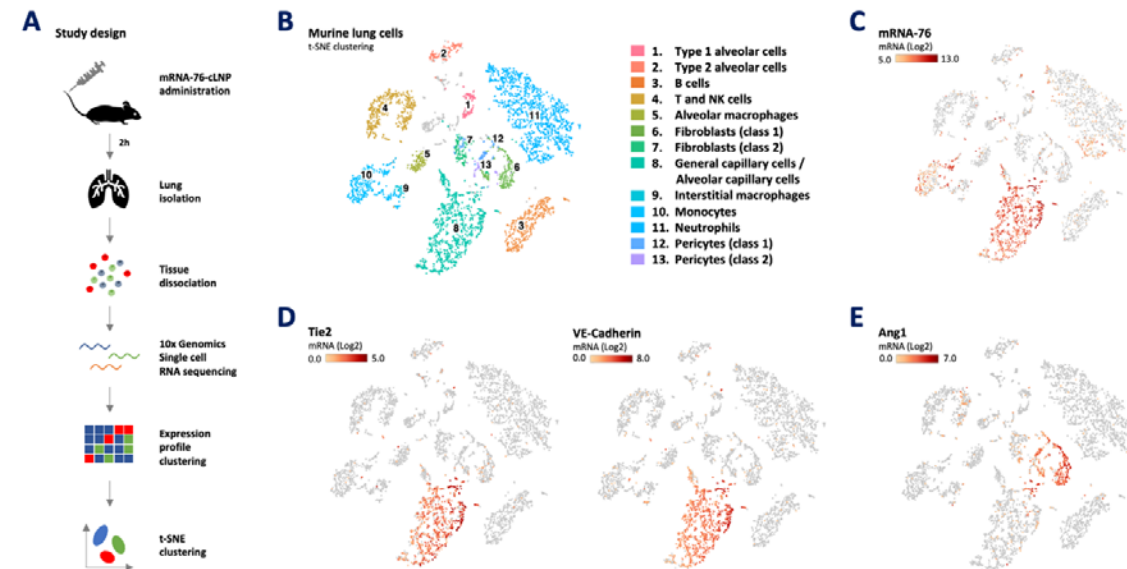 A
Study design
mRNA-76-cLNP
administration
2h
Lung
isolation
Tissue
dissociation
10x Genomics
Single cell
RNA sequencing
Expression
profile
clustering
t-SNE
clustering
B
Murine lung cells
t-SNE clustering
2
4
1
11
7
12
5
13
6
10
9
8
3
1. Type 1 alveolar cells
2. Type 2 alveolar cells
3. B cells
4. T and NK cells
5. Alveolar macrophages
6. Fibroblasts (class 1)
7. Fibroblasts (class 2)
8. General capillary cells /
Alveolar capillary cells
9. Interstitial macrophages
10. Monocytes
11. Neutrophils
12. Pericytes (class 1)
13. Pericytes (class 2)
C
mRNA-76
mRNA (Log2)
5.0 13.0
D
Tie2
mRNA (Log2)
0.0 5.0
VE-Cadherin
mRNA (Log2)
0.0 8.0
E
Ang1
mRNA (Log2)
0.0 7.0